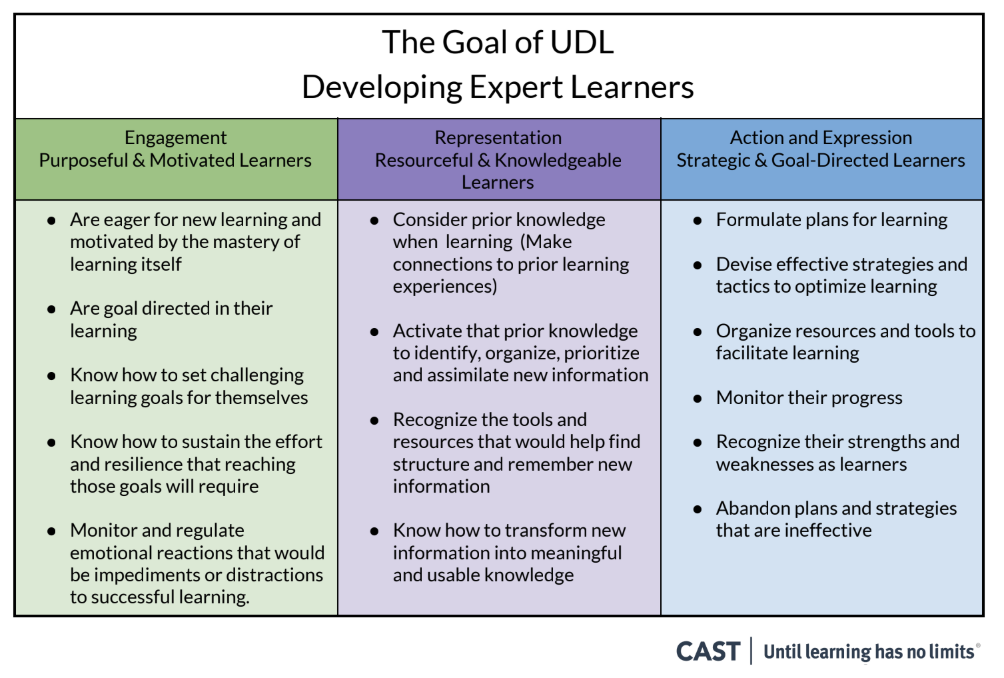 The Goal of UDL
Developing Expert Learners
Engagement
Purposeful & Motivated Learners
Representation
Resourceful & Knowledgeable
Learners
Action and Expression
Strategic & Goal-Directed Learners
● Are eager for new learning and
motivated by the mastery of
learning itself
● Are goal directed in their
learning
● Know how to set challenging
learning goals for themselves
● Know how to sustain the effort
and resilience that reaching
those goals will require
● Monitor and regulate
emotional reactions that would
be impediments or distractions
to successful learning.
● Consider prior knowledge
when learning (Make
connections to prior learning
experiences)
● Activate that prior knowledge
to identify, organize, prioritize
and assimilate new information
● Recognize the tools and
resources that would help find
structure and remember new
information
● Know how to transform new
information into meaningful
and usable knowledge
● Formulate plans for learning
● Devise effective strategies and
tactics to optimize learning
● Organize resources and tools to
facilitate learning
● Monitor their progress
● Recognize their strengths and
weaknesses as learners
● Abandon plans and strategies
that are ineffective
CAST | Until learning has no limits®